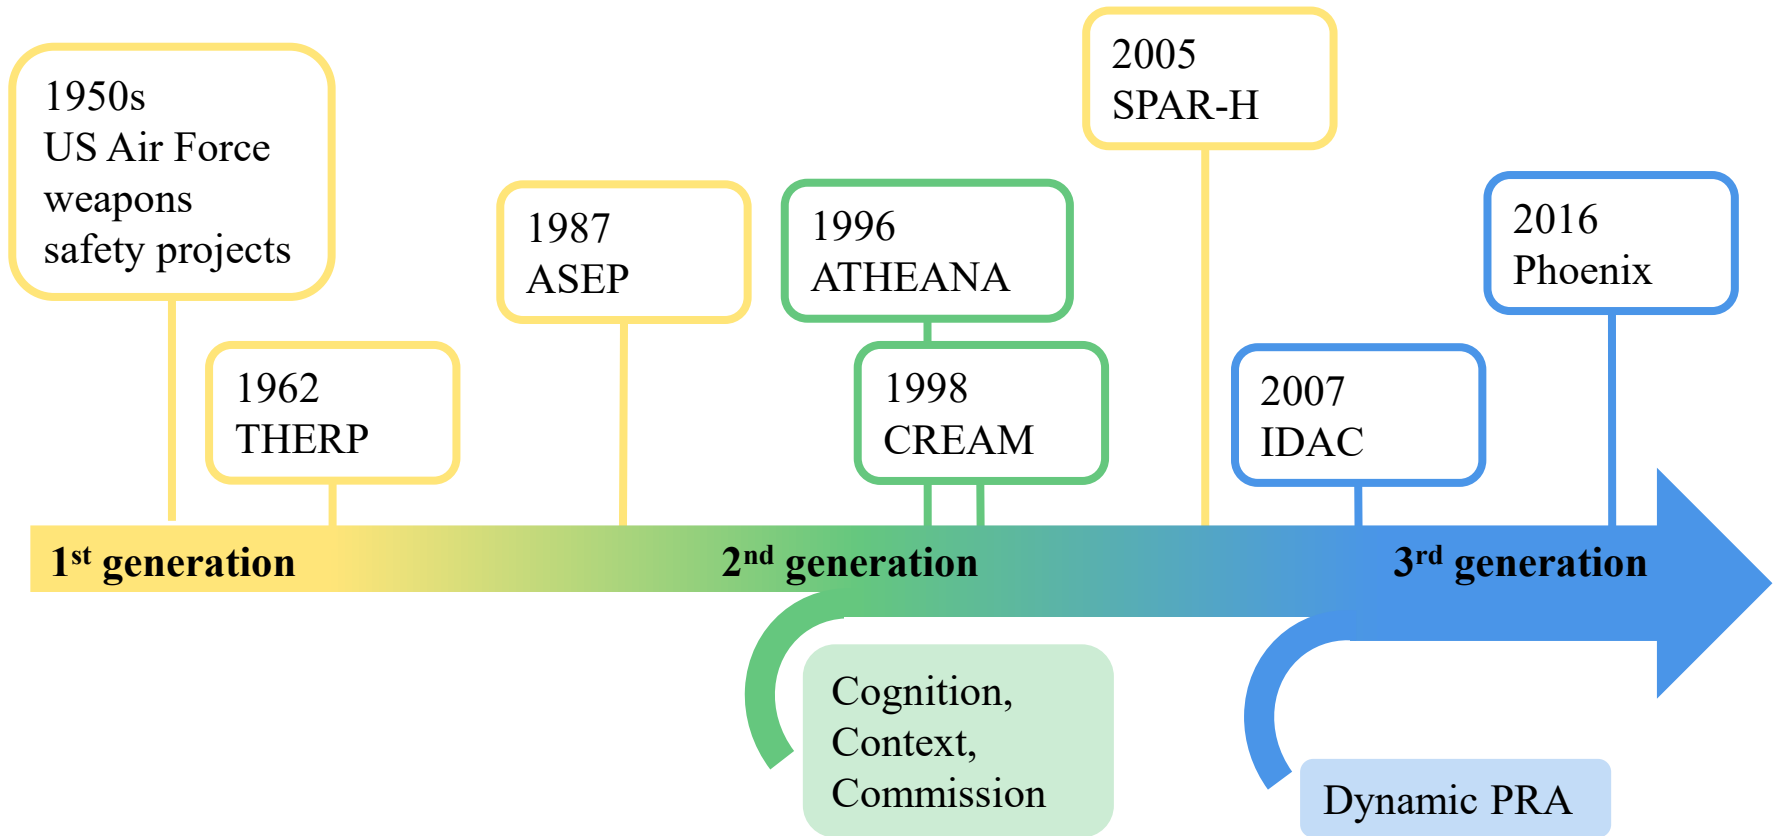 1950s
US Air Force
weapons
safety projects
1962
THERP
1987
ASEP
1996
ATHEANA
1998
CREAM
2005
SPAR-H
2007
IDAC
2016
Phoenix
1st generation
2nd generation
3rd generation
Cognition,
Context,
Commission
Dynamic PRA